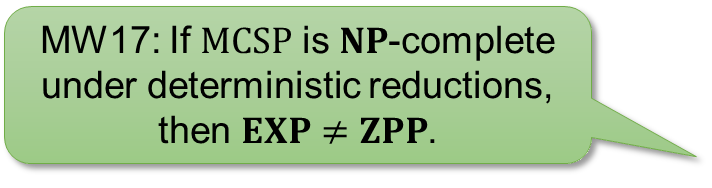 MW17: If MCSP is NP-complete
under deterministic reductions,
then EXP ≠ ZPP.